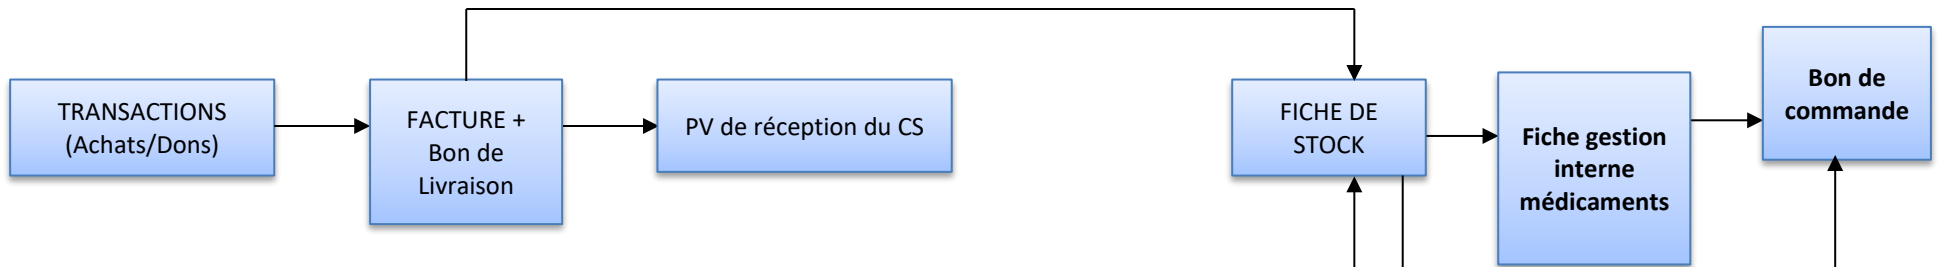 TRANSACTIONS
(Achats/Dons)
FACTURE +
Bon de
Livraison
PV de réception du CS
FICHE DE
STOCK
Fiche gestion
interne
médicaments
Bon de
commande